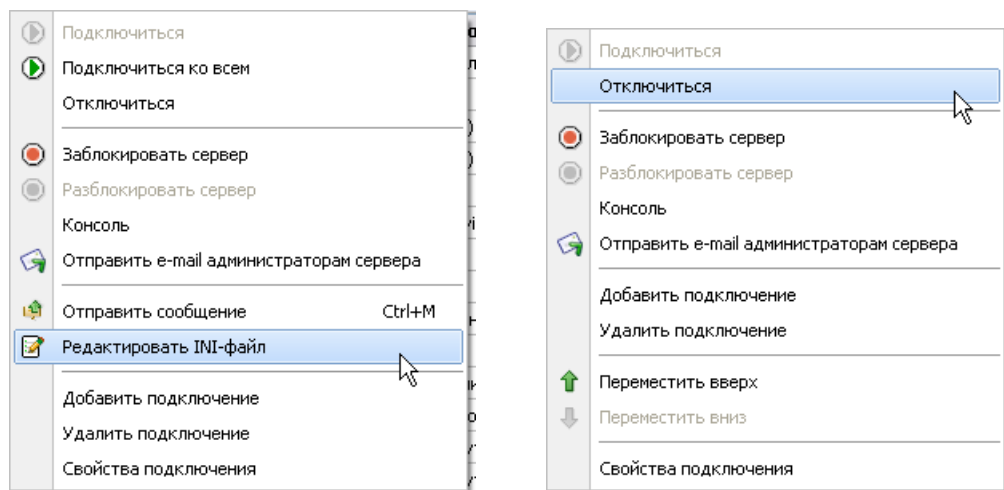 Подключиться
Подключиться ко всем
Отключиться
Заблокировать сервер
Разблокировать сервер
Консоль
Отправить e-mail администраторам сервера
Отправить сообщение Ctrl+M
Редактировать INI-файл
Добавить подключение
Удалить подключение
Свойства подключения
Подключиться
Отключиться
Заблокировать сервер
Разблокировать сервер
Консоль
Отправить e-mail администраторам сервера
Добавить подключение
Удалить подключение
Переместить вверх
Переместить вниз
Свойства подключения